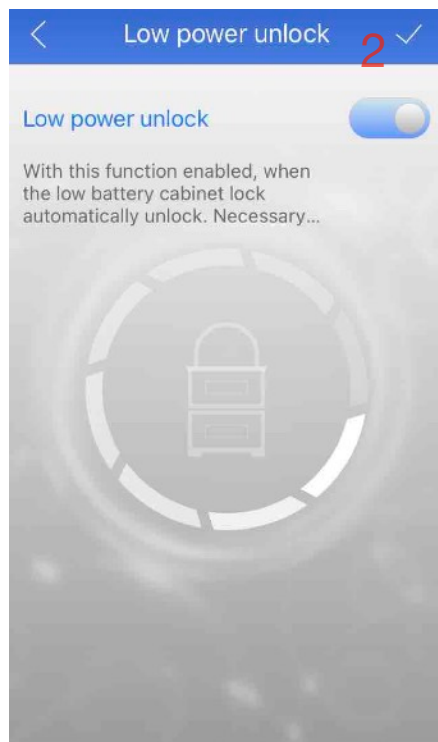 Low power unlock
2
Low power unlock
With this function enabled, when
the low battery cabinet lock
automatically unlock. Necessary...